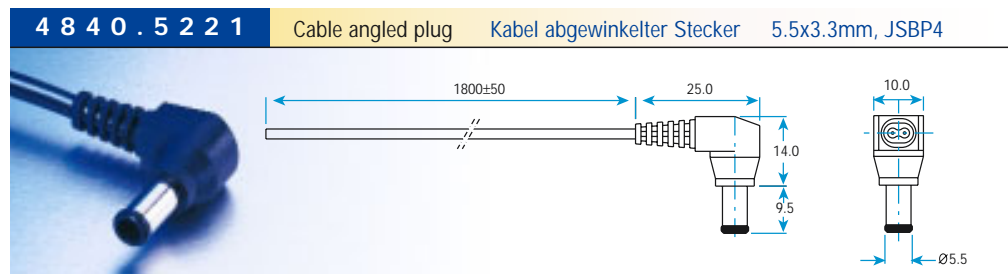 4840.5221 Cable angled plug Kabel abgewinkelter Stecker 5.5x3.3mm, JSBP4
1800±50 25.0 10.0
14.0
9.5
Ø5.5